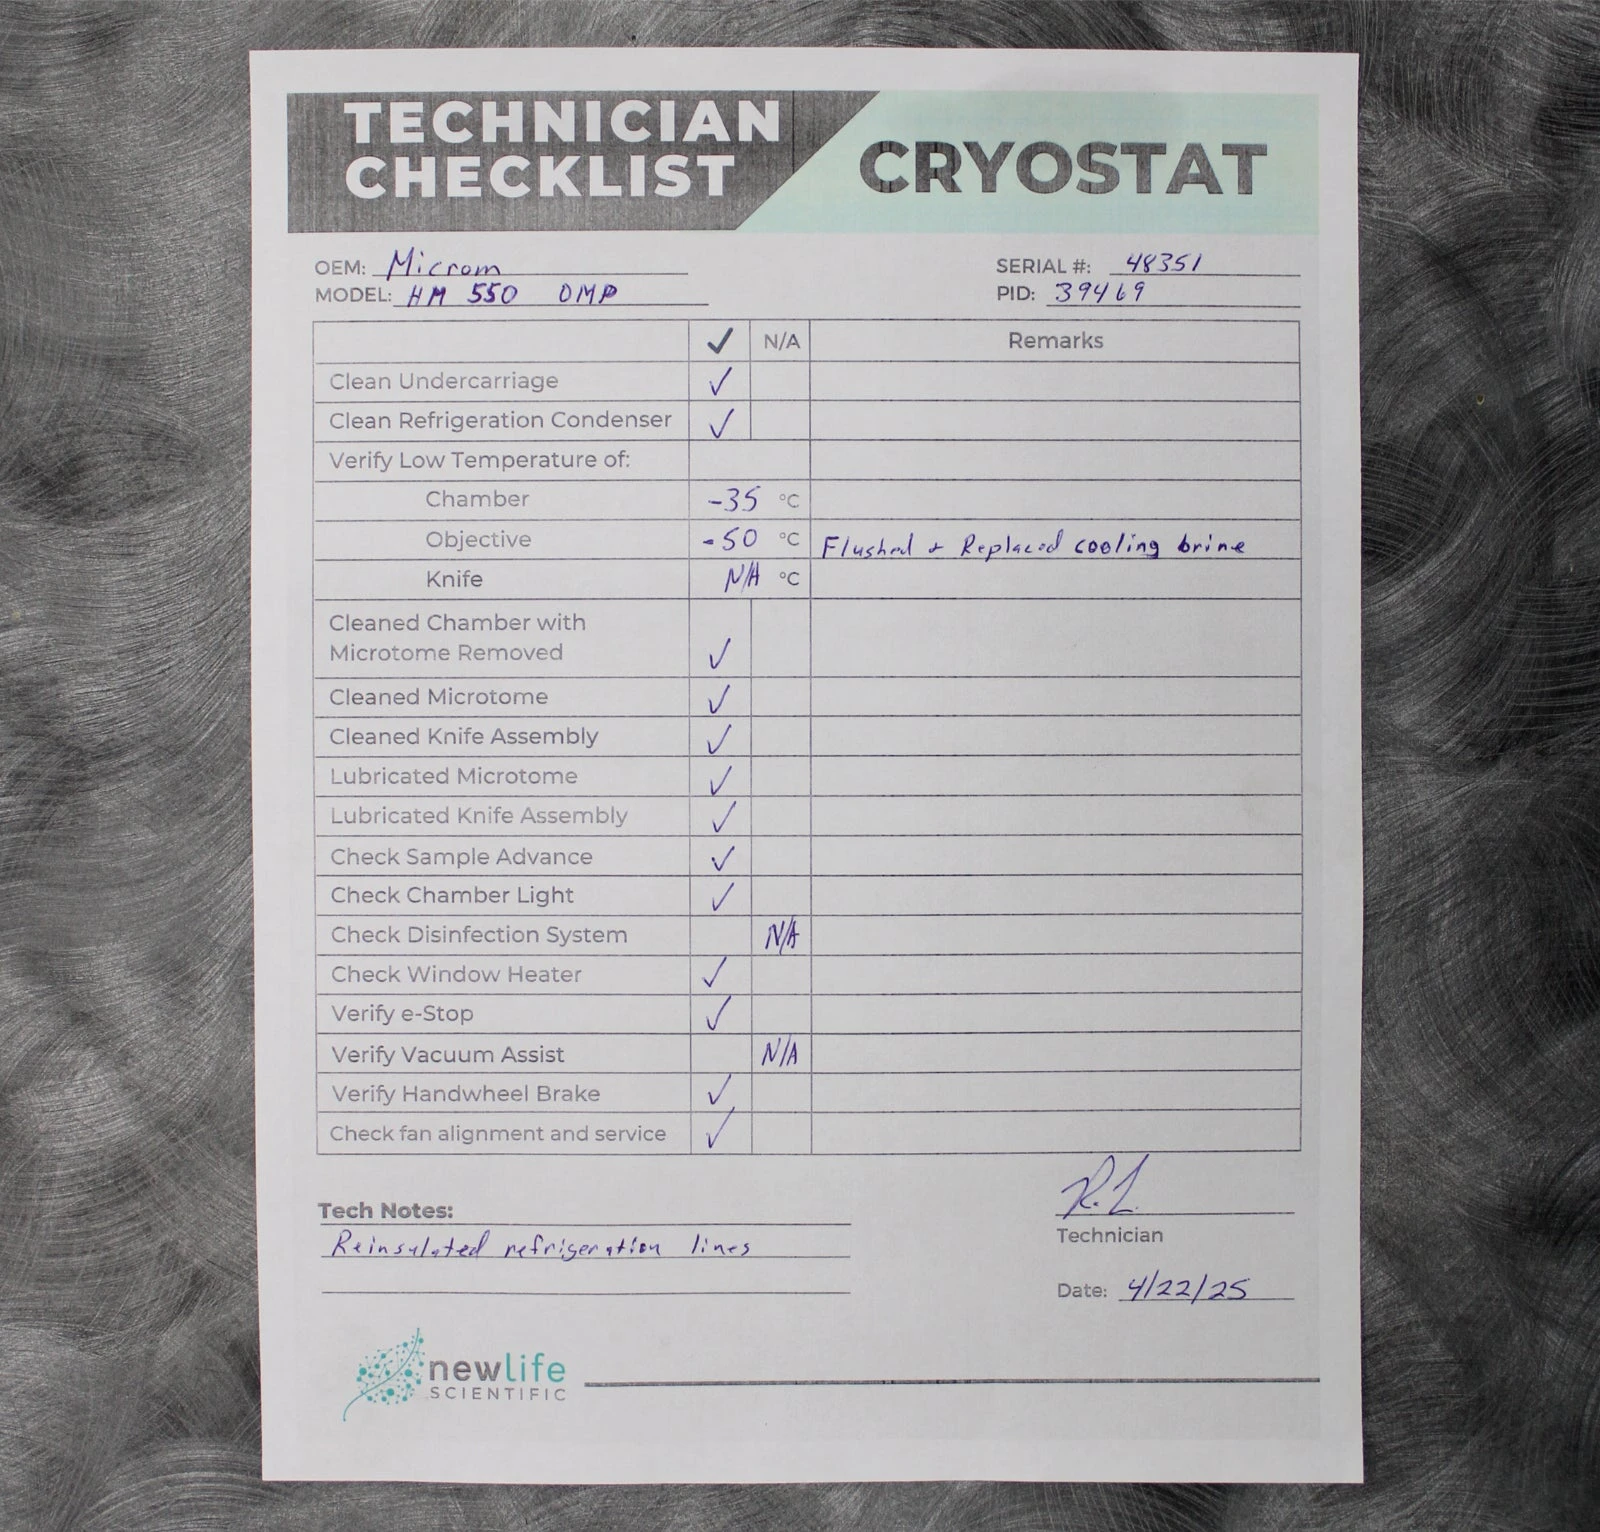 TECHNICIAN
CHECKLIST
CRYOSTAT
OEM: Microm
SERIAL #: 48351
MODEL: HM 550 OMP
PID: 39469
✓ N/A Remarks
Clean Undercarriage ✓
Clean Refrigeration Condenser ✓
Verify Low Temperature of:
Chamber -35 °C
Objective -50 °C Flushed + Replaced cooling brine
Knife N/A °C
Cleaned Chamber with
Microtome Removed ✓
Cleaned Microtome ✓
Cleaned Knife Assembly ✓
Lubricated Microtome ✓
Lubricated Knife Assembly ✓
Check Sample Advance ✓
Check Chamber Light ✓
Check Disinfection System N/A
Check Window Heater ✓
Verify e-Stop ✓
Verify Vacuum Assist N/A
Verify Handwheel Brake ✓
Check fan alignment and service ✓
Tech Notes:
Reinsulated refrigeration lines
R.L.
Technician
Date: 4/22/25
newlife
SCIENTIFIC